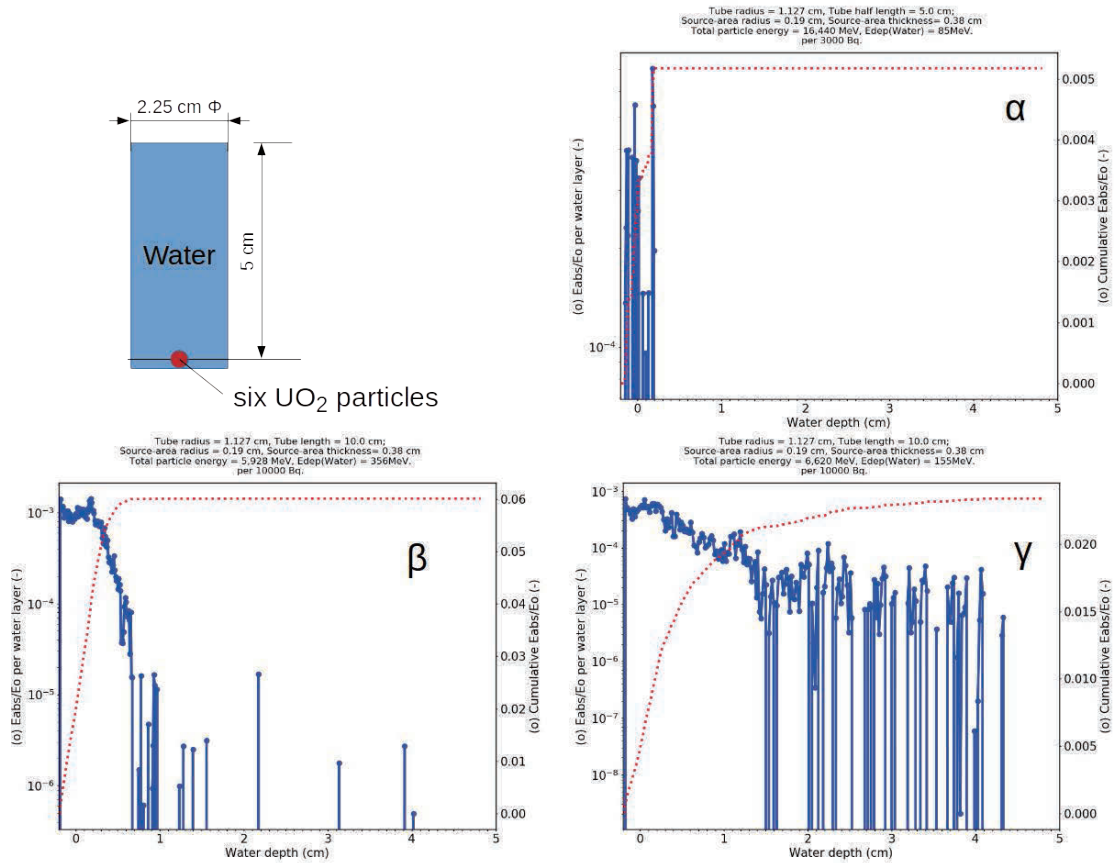 2.25 cm Φ
Water
5 cm
six UO₂ particles
Tube radius = 1.127 cm, Tube half length = 5.0 cm;
Source-area radius = 0.19 cm, Source-area thickness= 0.38 cm
Total particle energy = 16,440 MeV, Edep(Water) = 85MeV.
per 3000 Bq.
α
(o) Eabs/Eo per water layer (-)
10⁻⁴
0.005
0.004
0.003
0.002
0.001
0.000
(o) Cumulative Eabs/Eo (-)
0 1 2 3 4 5
Water depth (cm)
Tube radius = 1.127 cm, Tube length = 10.0 cm;
Source-area radius = 0.19 cm, Source-area thickness= 0.38 cm
Total particle energy = 5,928 MeV, Edep(Water) = 356MeV.
per 10000 Bq.
β
(o) Eabs/Eo per water layer (-)
10⁻³
10⁻⁴
10⁻⁵
10⁻⁶
0.06
0.05
0.04
0.03
0.02
0.01
0.00
(o) Cumulative Eabs/Eo (-)
0 1 2 3 4 5
Water depth (cm)
Tube radius = 1.127 cm, Tube length = 10.0 cm;
Source-area radius = 0.19 cm, Source-area thickness= 0.38 cm
Total particle energy = 6,620 MeV, Edep(Water) = 155MeV.
per 10000 Bq.
γ
(o) Eabs/Eo per water layer (-)
10⁻³
10⁻⁴
10⁻⁵
10⁻⁶
10⁻⁷
10⁻⁸
0.020
0.015
0.010
0.005
0.000
(o) Cumulative Eabs/Eo (-)
0 1 2 3 4 5
Water depth (cm)